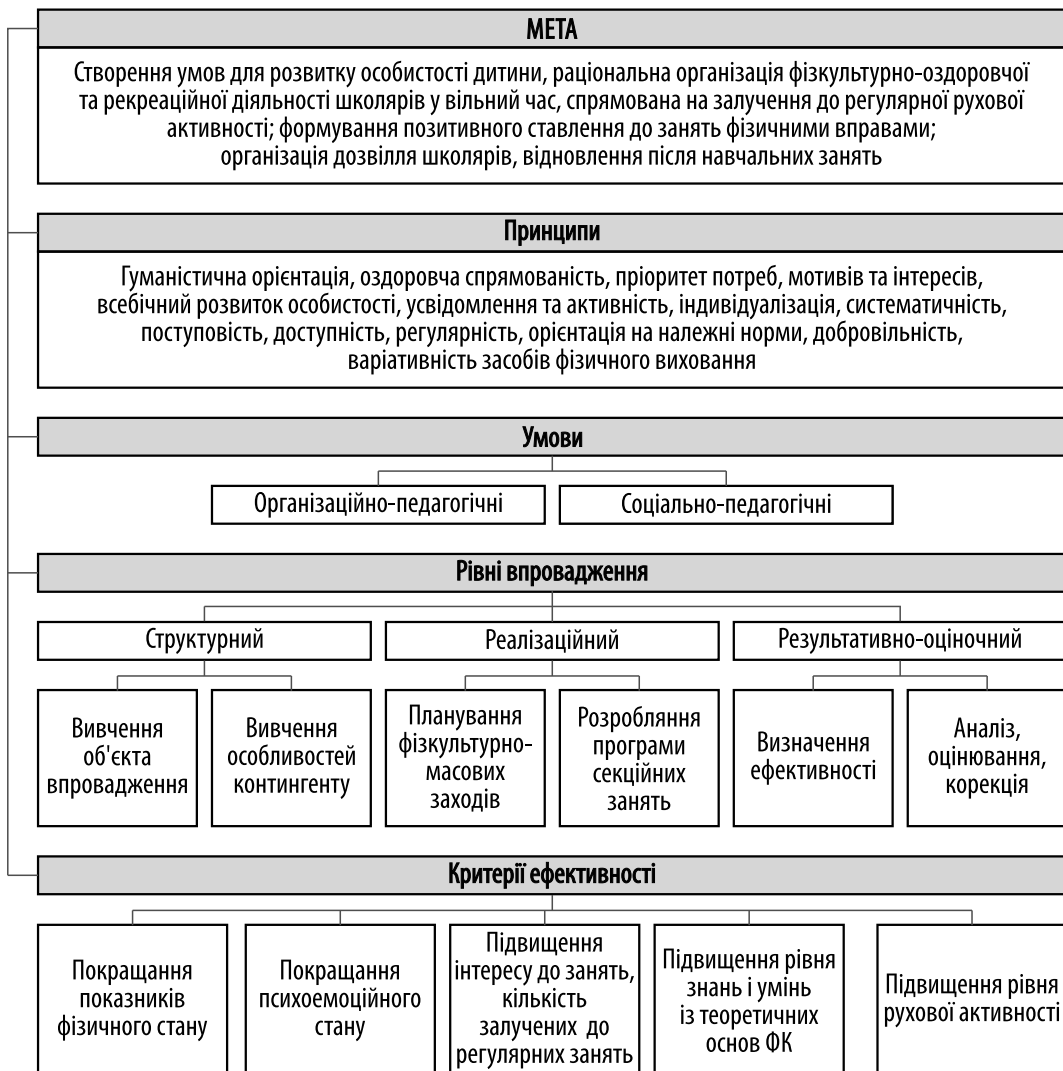 МЕТА
Створення умов для розвитку особистості дитини, раціональна організація фізкультурно-оздоровчої
та рекреаційної діяльності школярів у вільний час, спрямована на залучення до регулярної рухової
активності; формування позитивного ставлення до занять фізичними вправами;
організація дозвілля школярів, відновлення після навчальних занять
Принципи
Гуманістична орієнтація, оздоровча спрямованість, пріоритет потреб, мотивів та інтересів,
всебічний розвиток особистості, усвідомлення та активність, індивідуалізація, систематичність,
поступовість, доступність, регулярність, орієнтація на належні норми, добровільність,
варіативність засобів фізичного виховання
Умови
Організаційно-педагогічні
Соціально-педагогічні
Рівні впровадження
Структурний
Реалізаційний
Результативно-оціночний
Вивчення
об'єкта
впровадження
Вивчення
особливостей
контингенту
Планування
фізкультурно-
масових
заходів
Розробляння
програми
секційних
занять
Визначення
ефективності
Аналіз,
оцінювання,
корекція
Критерії ефективності
Покращання
показників
фізичного стану
Покращання
психоемоційного
стану
Підвищення
інтересу до занять,
кількість
залучених до
регулярних занять
Підвищення рівня
знань і умінь
із теоретичних
основ ФК
Підвищення рівня
рухової активності